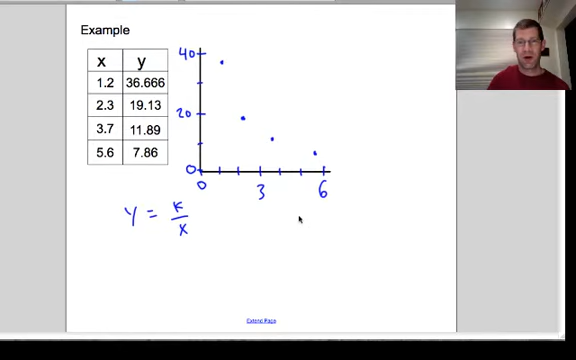 Example
x y
1.2 36.666
2.3 19.13
3.7 11.89
5.6 7.86
40
20
0
0 3 6
y = k/x
Extend Page